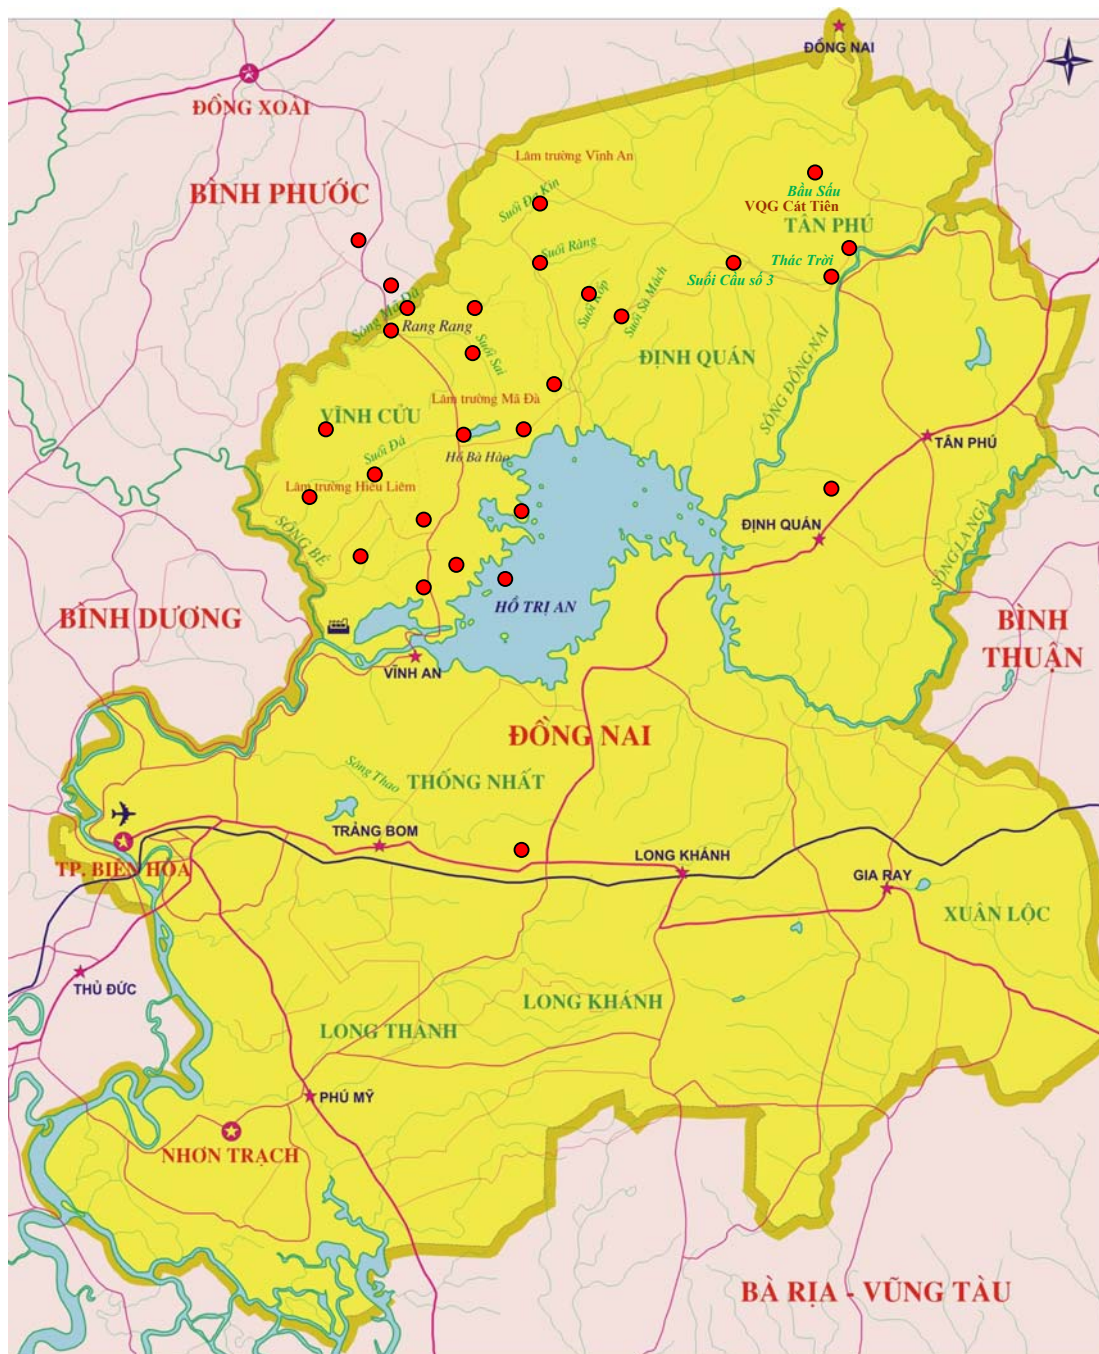 ĐỒNG NAI
ĐỒNG XOÀI
Lâm trường Vĩnh An
BÌNH PHƯỚC
Bầu Sấu
VQG Cát Tiên
Suối Đá Kin
TÂN PHÚ
Suối Ràng
Thác Trời
Suối Cầu số 3
Suối Kốp
Suối Sa Mách
Sông Mã Đà
Rang Rang
Suối Sai
ĐỊNH QUÁN
SÔNG ĐỒNG NAI
Lâm trường Mã Đà
VĨNH CỬU
Suối Đá
Hồ Bà Hào
TÂN PHÚ
Lâm trường Hiếu Liêm
SÔNG BÉ
ĐỊNH QUÁN
SÔNG LA NGÀ
HỒ TRỊ AN
BÌNH DƯƠNG
BÌNH
THUẬN
VĨNH AN
ĐỒNG NAI
Sông Thao
THỐNG NHẤT
TRẢNG BOM
LONG KHÁNH
TP. BIÊN HÒA
GIA RAY
XUÂN LỘC
THỦ ĐỨC
LONG KHÁNH
LONG THÀNH
PHÚ MỸ
NHƠN TRẠCH
BÀ RỊA - VŨNG TÀU